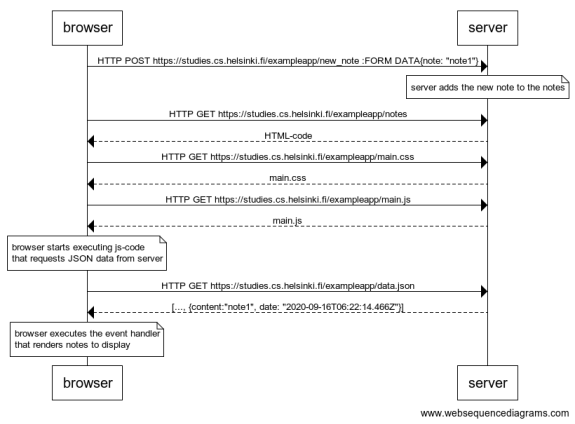 browser server
HTTP POST https://studies.cs.helsinki.fi/exampleapp/new_note :FORM DATA{note: "note1"}
server adds the new note to the notes
HTTP GET https://studies.cs.helsinki.fi/exampleapp/notes
HTML-code
HTTP GET https://studies.cs.helsinki.fi/exampleapp/main.css
main.css
HTTP GET https://studies.cs.helsinki.fi/exampleapp/main.js
main.js
browser starts executing js-code
that requests JSON data from server
HTTP GET https://studies.cs.helsinki.fi/exampleapp/data.json
[..., {content:"note1", date: "2020-09-16T06:22:14.466Z"}]
browser executes the event handler
that renders notes to display
browser server
www.websequencediagrams.com